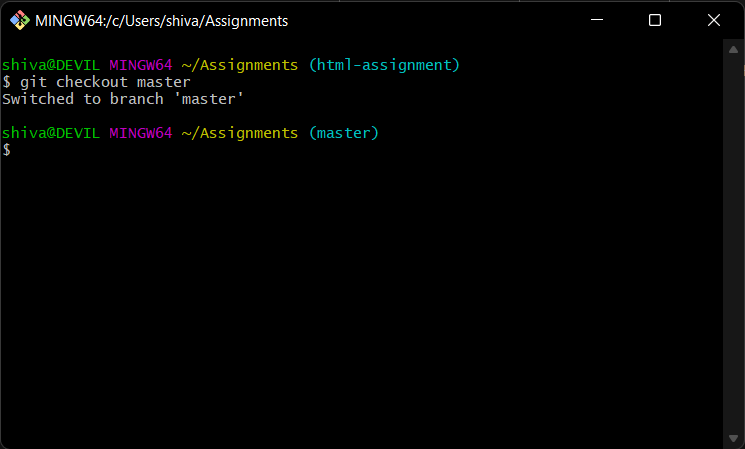 MINGW64:/c/Users/shiva/Assignments
shiva@DEVIL MINGW64 ~/Assignments (html-assignment)
$ git checkout master
Switched to branch 'master'
shiva@DEVIL MINGW64 ~/Assignments (master)
$